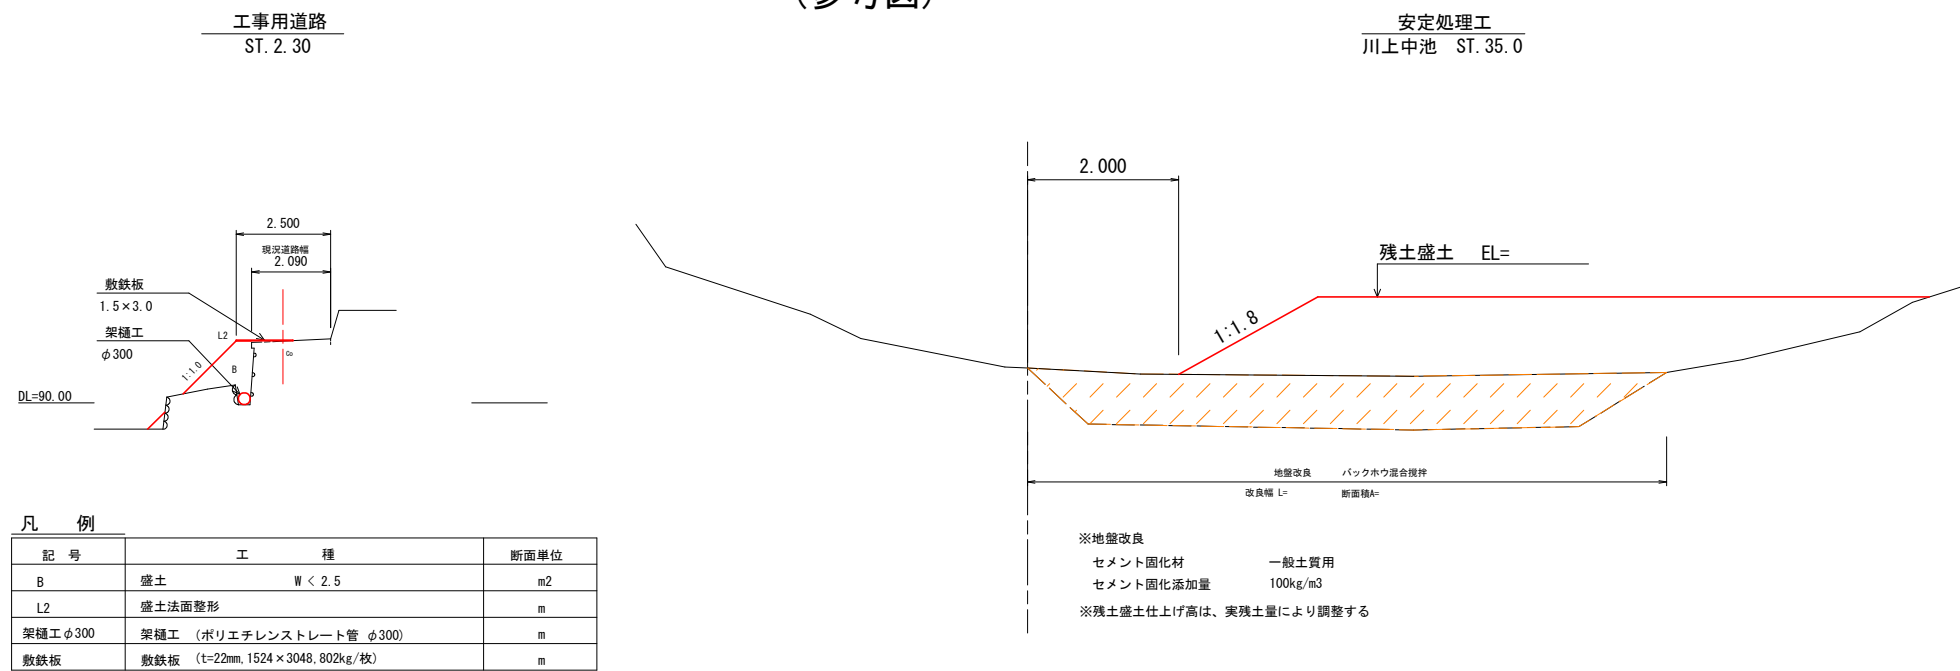 (参考図)
工事用道路
ST. 2. 30
安定処理工
川上中池 ST. 35. 0
2. 500
現況道路幅
2. 090
敷鉄板
1. 5×3. 0
架樋工
φ300
L2
Co
1:1.0
B
DL=90. 00
2. 000
残土盛土 EL=
1:1.8
地盤改良 バックホウ混合攪拌
改良幅 L= 断面積A=
※地盤改良
セメント固化材 一般土質用
セメント固化添加量 100kg/m3
※残土盛土仕上げ高は、実残土量により調整する
凡 例
記 号 工 種 断面単位
B 盛土 W < 2. 5 m2
L2 盛土法面整形 m
架樋工φ300 架樋工 (ポリエチレンストレート管 φ300) m
敷鉄板 敷鉄板 (t=22mm, 1524×3048, 802kg/枚) m